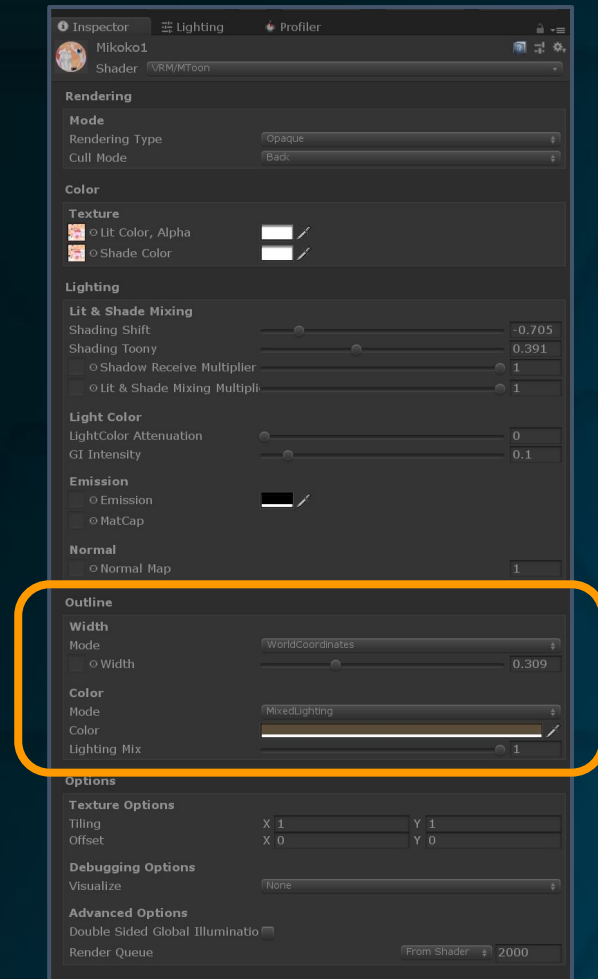 Inspector Lighting Profiler
Mikoko1
Shader VRM/MToon
Rendering
Mode
Rendering Type Opaque
Cull Mode Back
Color
Texture
Lit Color, Alpha
Shade Color
Lighting
Lit & Shade Mixing
Shading Shift -0.705
Shading Toony 0.391
Shadow Receive Multiplier 1
Lit & Shade Mixing Multipli 1
Light Color
LightColor Attenuation 0
GI Intensity 0.1
Emission
Emission
MatCap
Normal
Normal Map 1
Outline
Width
Mode WorldCoordinates
Width 0.309
Color
Mode MixedLighting
Color
Lighting Mix 1
Options
Texture Options
Tiling X 1 Y 1
Offset X 0 Y 0
Debugging Options
Visualize None
Advanced Options
Double Sided Global Illuminatio
Render Queue From Shader 2000